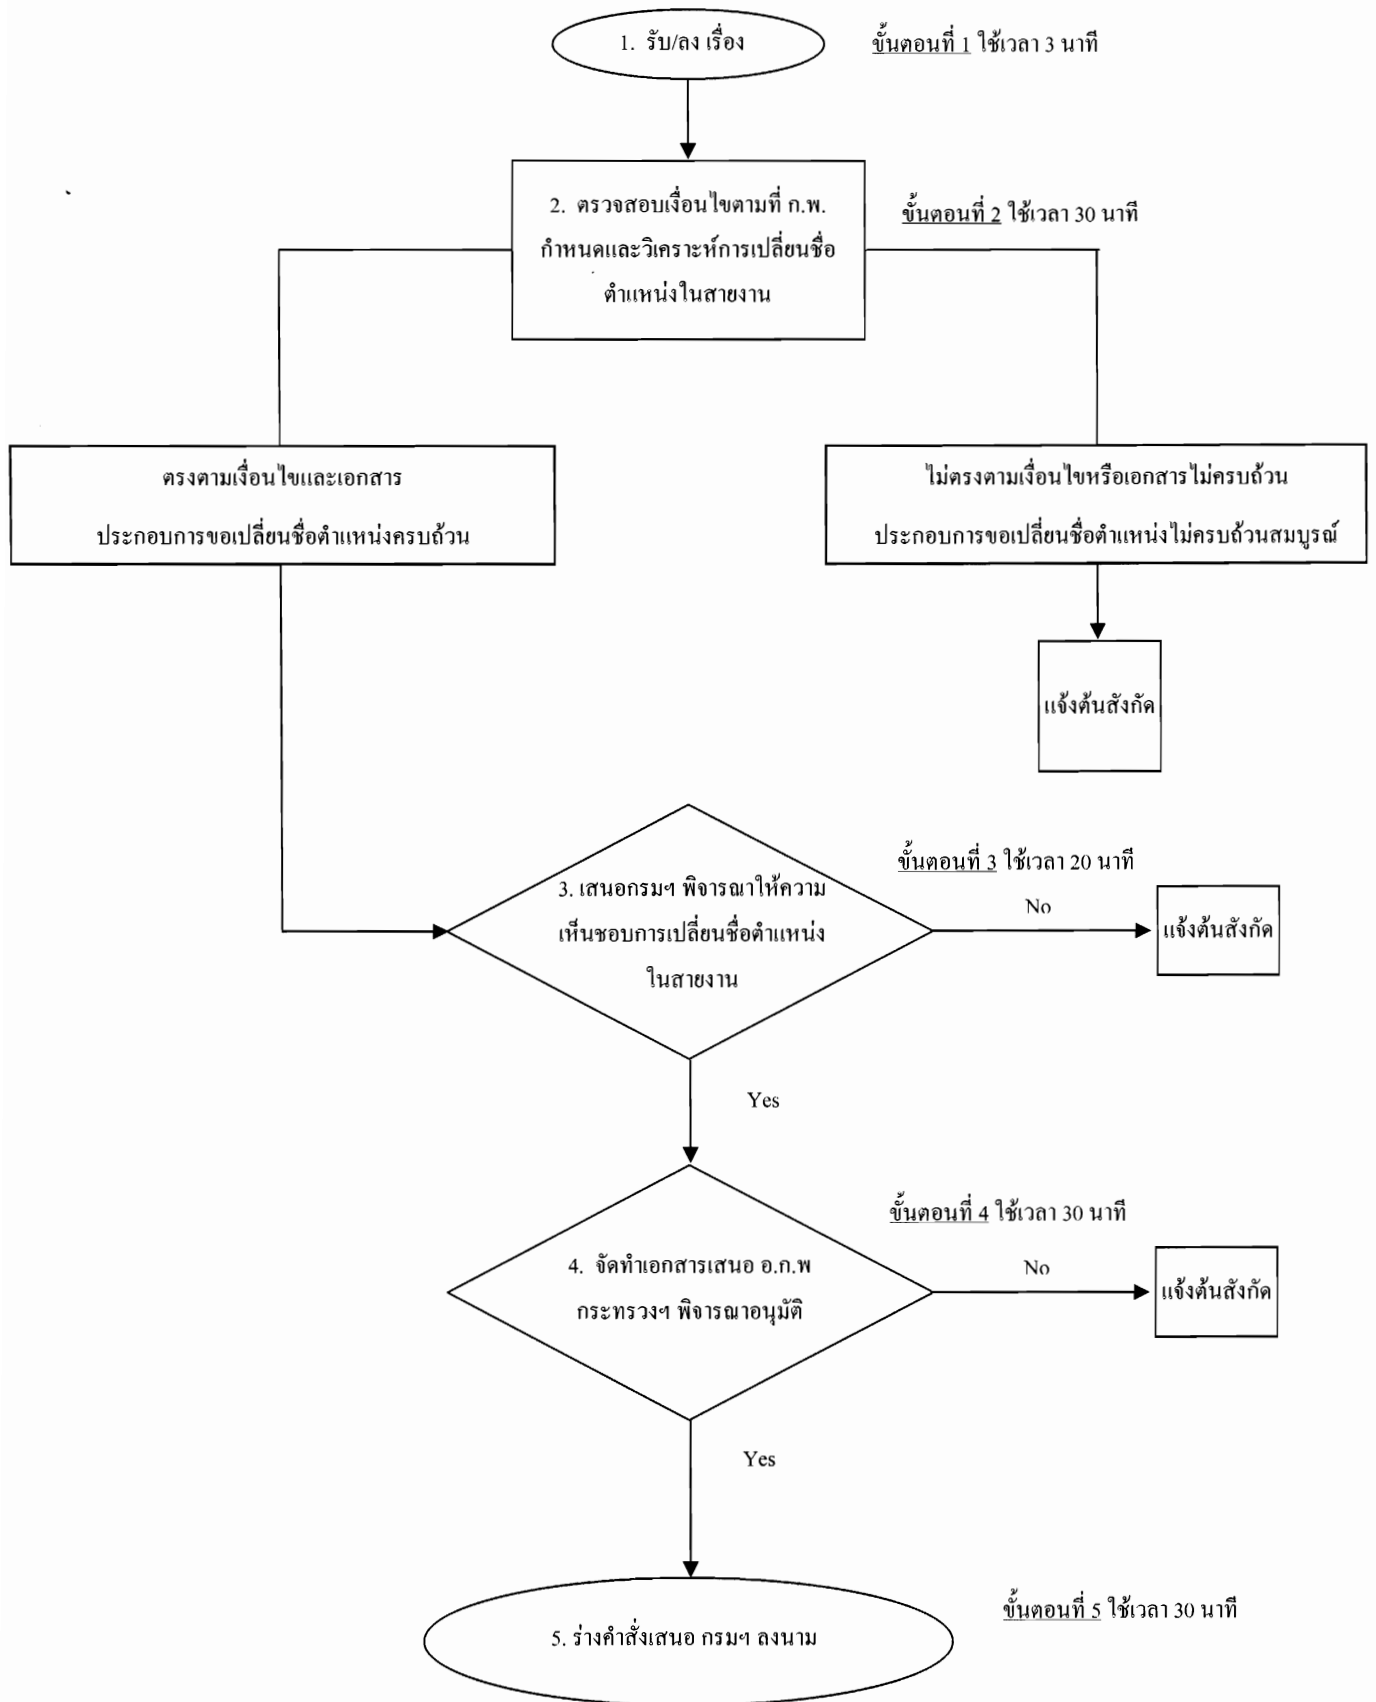 1. รับ/ลง เรื่อง
ขั้นตอนที่ 1 ใช้เวลา 3 นาที
2. ตรวจสอบเงื่อนไขตามที่ ก.พ.
กำหนดและวิเคราะห์การเปลี่ยนชื่อ
ตำแหน่งในสายงาน
ขั้นตอนที่ 2 ใช้เวลา 30 นาที
ตรงตามเงื่อนไขและเอกสาร
ประกอบการขอเปลี่ยนชื่อตำแหน่งครบถ้วน
ไม่ตรงตามเงื่อนไขหรือเอกสารไม่ครบถ้วน
ประกอบการขอเปลี่ยนชื่อตำแหน่งไม่ครบถ้วนสมบูรณ์
แจ้งต้นสังกัด
3. เสนอกรมฯ พิจารณาให้ความ
เห็นชอบการเปลี่ยนชื่อตำแหน่ง
ในสายงาน
ขั้นตอนที่ 3 ใช้เวลา 20 นาที
No
แจ้งต้นสังกัด
Yes
4. จัดทำเอกสารเสนอ อ.ก.พ
กระทรวงฯ พิจารณาอนุมัติ
ขั้นตอนที่ 4 ใช้เวลา 30 นาที
No
แจ้งต้นสังกัด
Yes
5. ร่างคำสั่งเสนอ กรมฯ ลงนาม
ขั้นตอนที่ 5 ใช้เวลา 30 นาที